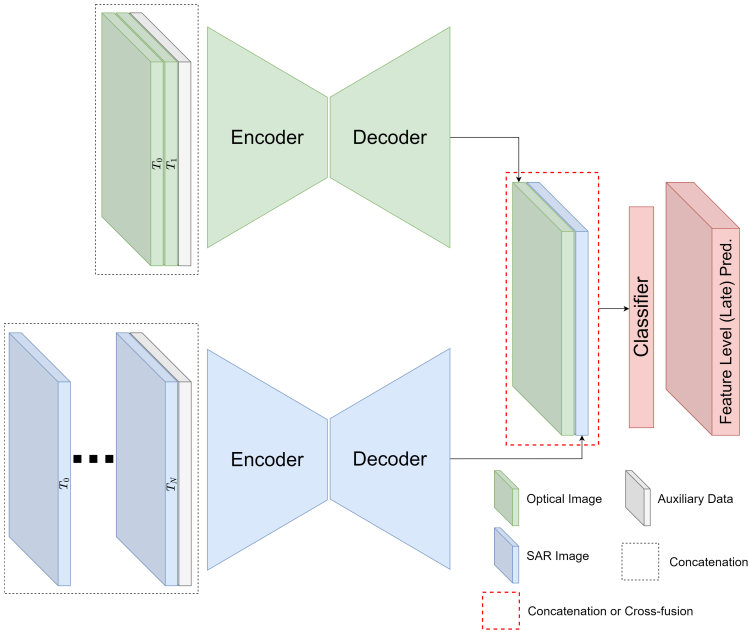 T0
T1
Encoder
Decoder
T0
TN
Encoder
Decoder
Classifier
Feature Level (Late) Pred.
Optical Image
Auxiliary Data
SAR Image
Concatenation
Concatenation or Cross-fusion